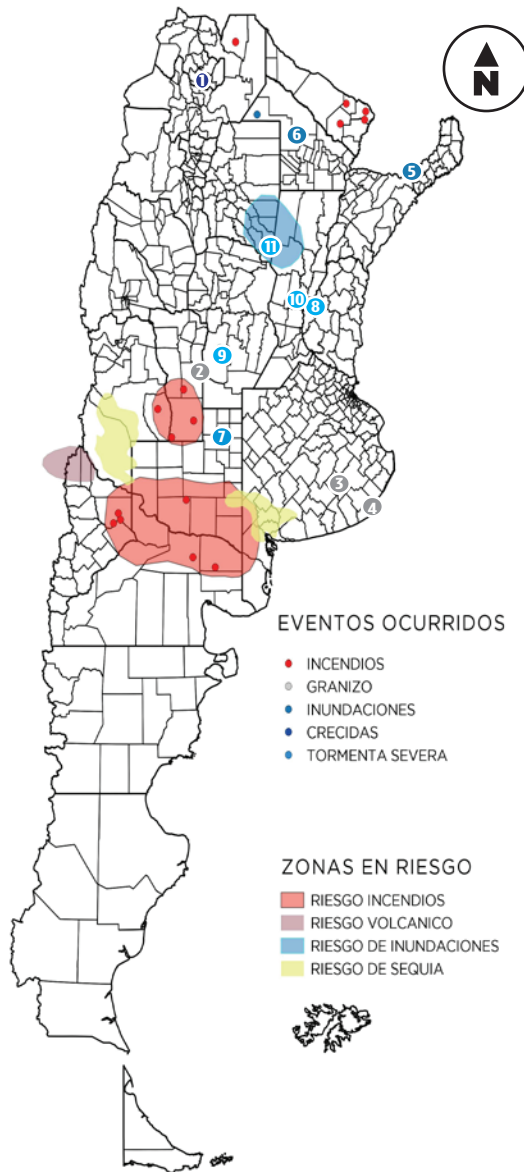 N
1
6
5
11
10
8
9
2
7
3
4
EVENTOS OCURRIDOS
INCENDIOS
GRANIZO
INUNDACIONES
CRECIDAS
TORMENTA SEVERA
ZONAS EN RIESGO
RIESGO INCENDIOS
RIESGO VOLCANICO
RIESGO DE INUNDACIONES
RIESGO DE SEQUIA